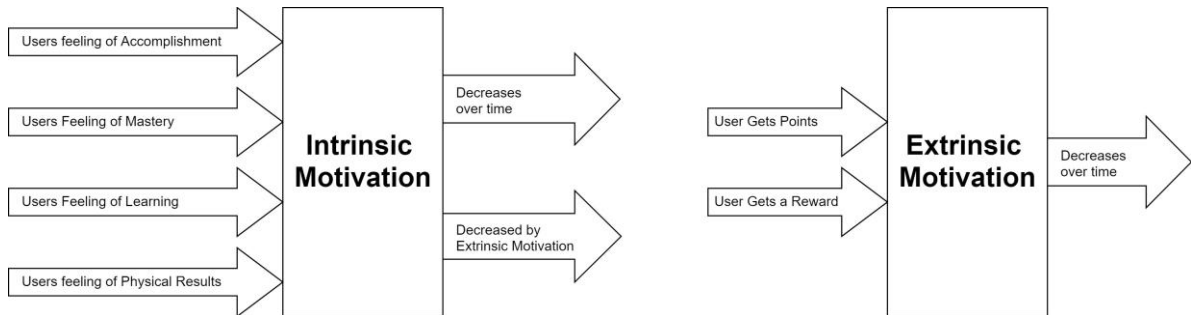 Users feeling of Accomplishment
Users Feeling of Mastery
Users Feeling of Learning
Users feeling of Physical Results
Intrinsic
Motivation
Decreases
over time
Decreased by
Extrinsic Motivation
User Gets Points
User Gets a Reward
Extrinsic
Motivation
Decreases
over time